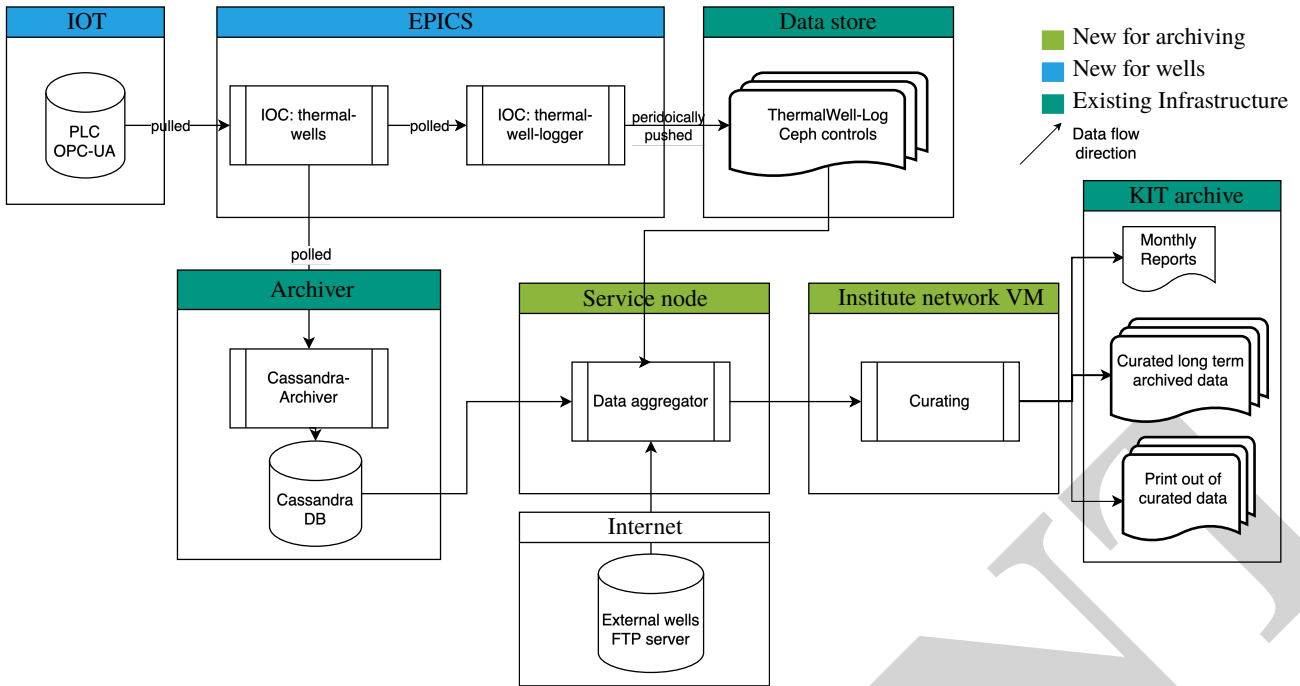 IOT
EPICS
Data store
New for archiving
New for wells
Existing Infrastructure
Data flow
direction
PLC
OPC-UA
pulled
IOC: thermal-
wells
polled
IOC: thermal-
well-logger
peridoically
pushed
ThermalWell-Log
Ceph controls
polled
KIT archive
Monthly
Reports
Archiver
Service node
Institute network VM
Cassandra-
Archiver
Data aggregator
Curating
Curated long term
archived data
Cassandra
DB
Print out of
curated data
Internet
External wells
FTP server